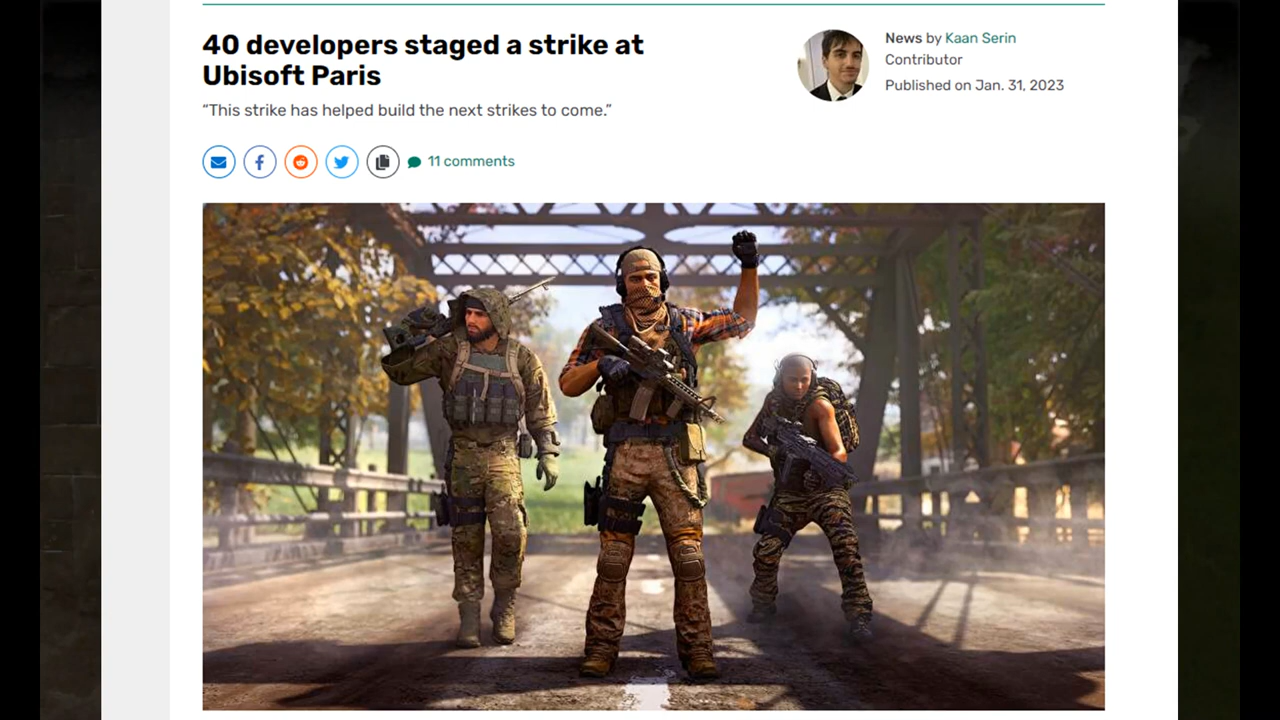 40 developers staged a strike at
Ubisoft Paris
“This strike has helped build the next strikes to come.”
News by Kaan Serin
Contributor
Published on Jan. 31, 2023
11 comments